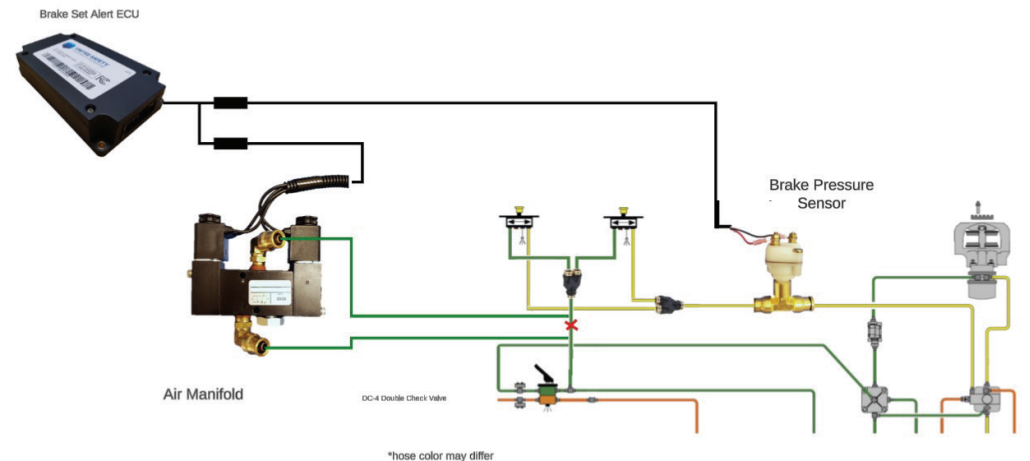 Brake Set Alert ECU
Brake Pressure
Sensor
Air Manifold
DC-4 Double Check Valve
*hose color may differ